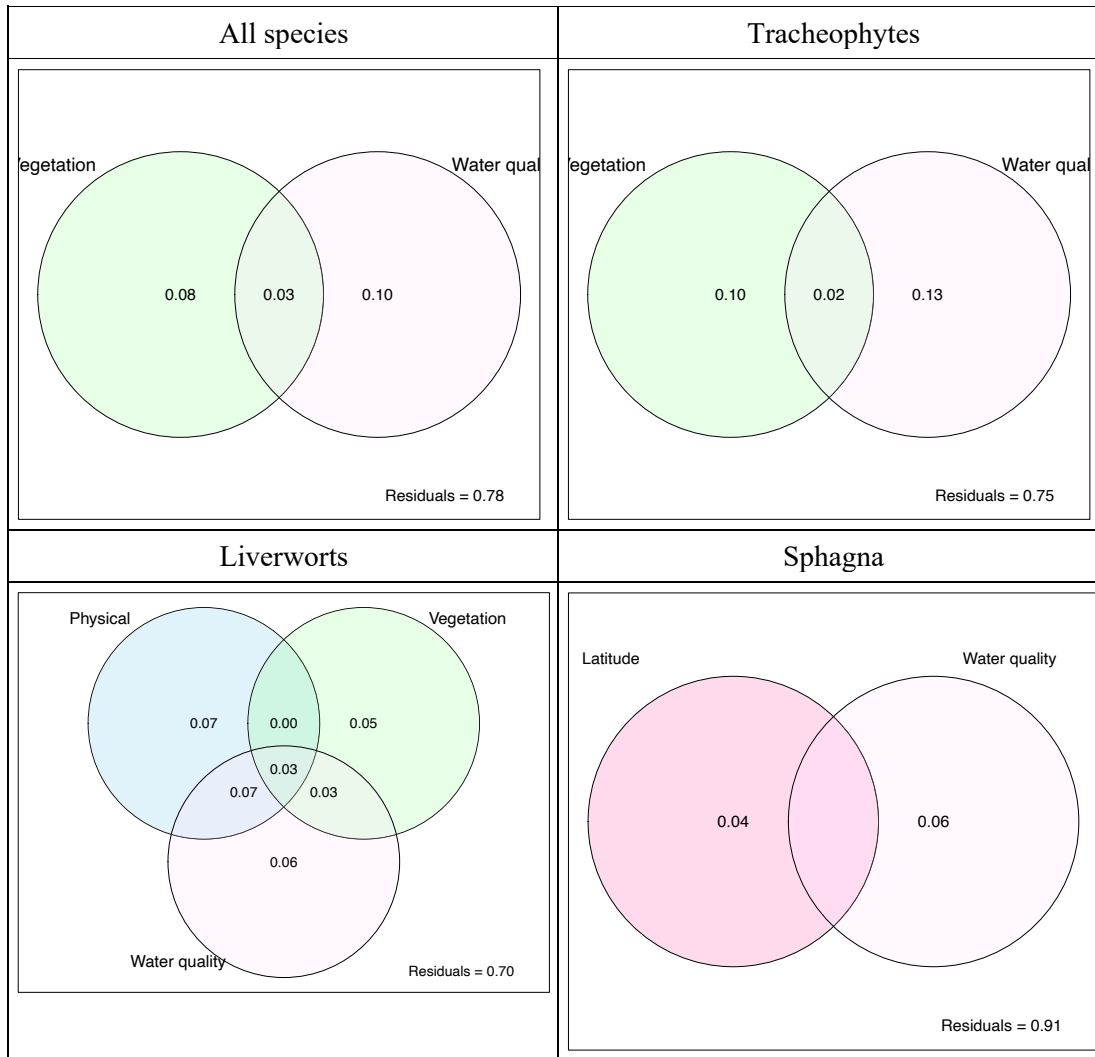 All species
Tracheophytes
Vegetation
Water qual
0.08
0.03
0.10
Residuals = 0.78
Vegetation
Water qual
0.10
0.02
0.13
Residuals = 0.75
Liverworts
Sphagna
Physical
Vegetation
0.07
0.00
0.05
0.03
0.07
0.03
0.06
Water quality
Residuals = 0.70
Latitude
Water quality
0.04
0.06
Residuals = 0.91